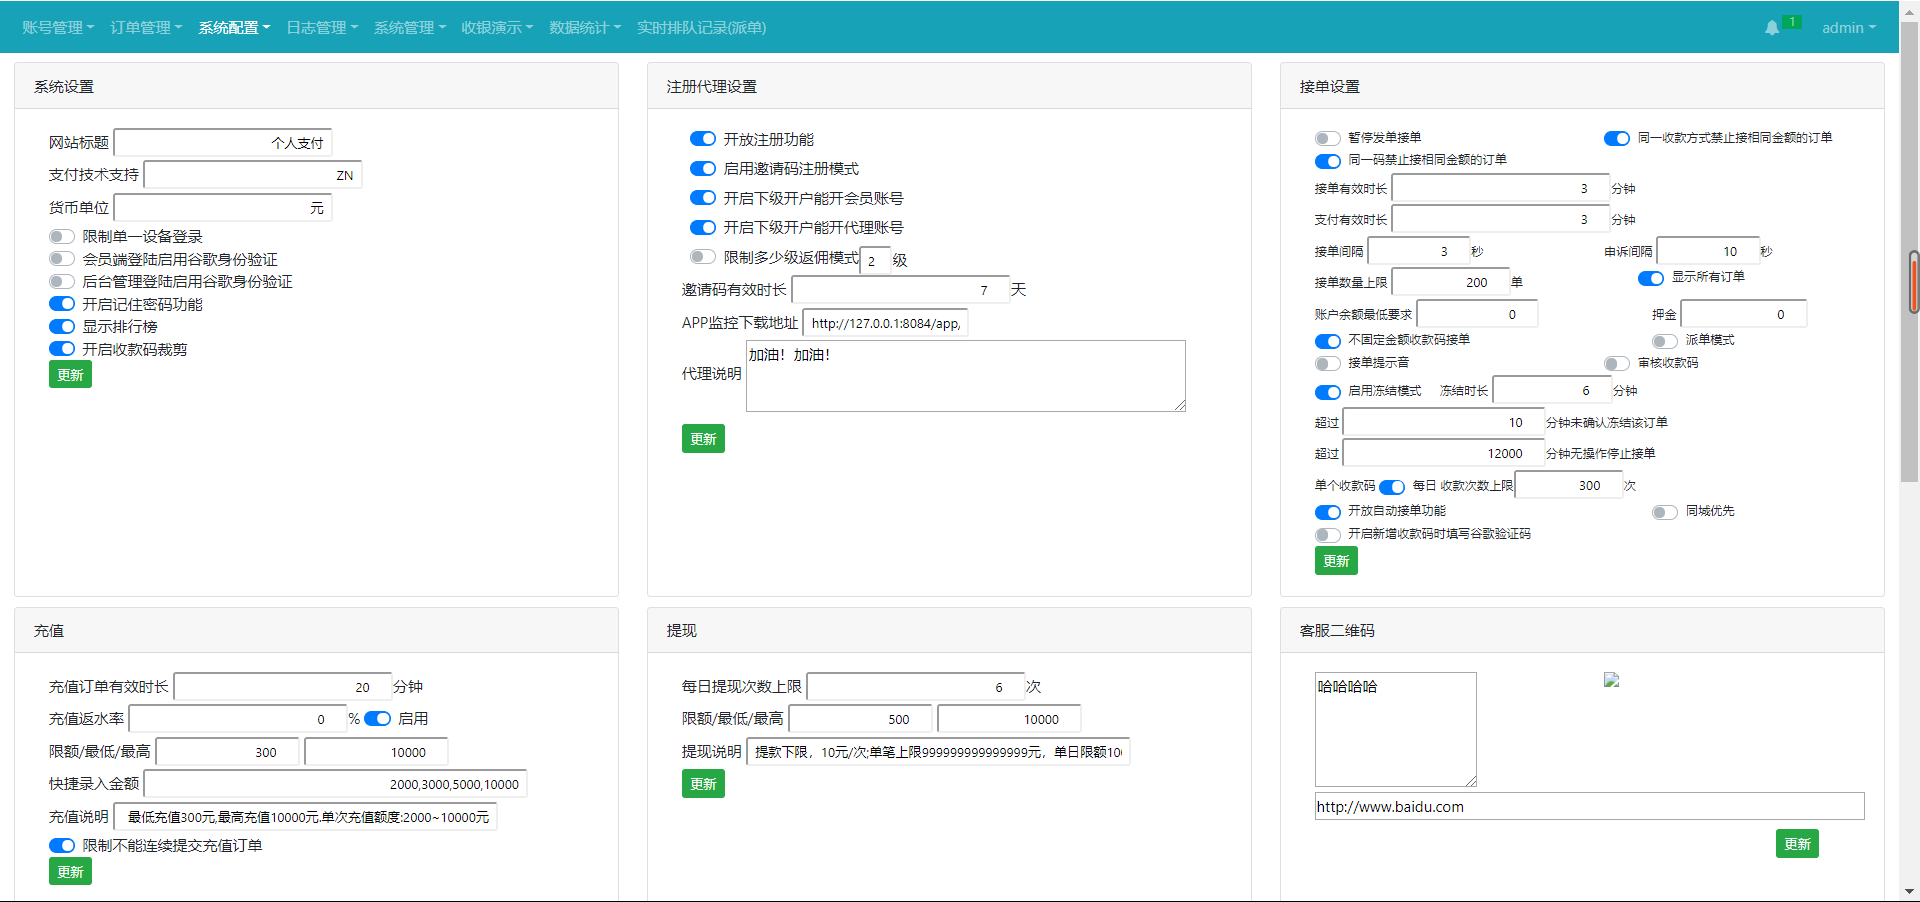 账号管理 订单管理 系统配置 日志管理 系统管理 收银演示 数据统计 实时排队记录(派单) 1 admin
系统设置
网站标题 个人支付
支付技术支持 ZN
货币单位 元
限制单一设备登录
会员端登陆启用谷歌身份验证
后台管理登陆启用谷歌身份验证
开启记住密码功能
显示排行榜
开启收款码裁剪
更新
注册代理设置
开放注册功能
启用邀请码注册模式
开启下级开户能开会员账号
开启下级开户能开代理账号
限制多少级返佣模式 2 级
邀请码有效时长 7 天
APP监控下载地址 http://127.0.0.1:8084/app,
代理说明 加油！加油！
更新
接单设置
暂停发单接单 同一收款方式禁止接相同金额的订单
同一码禁止接相同金额的订单
接单有效时长 3 分钟
支付有效时长 3 分钟
接单间隔 3 秒 申诉间隔 10 秒
接单数量上限 200 单 显示所有订单
账户余额最低要求 0 押金 0
不固定金额收款码接单 派单模式
接单提示音 审核收款码
启用冻结模式 冻结时长 6 分钟
超过 10 分钟未确认冻结该订单
超过 12000 分钟无操作停止接单
单个收款码 每日 收款次数上限 300 次
开放自动接单功能 同城优先
开启新增收款码时填写谷歌验证码
更新
充值
充值订单有效时长 20 分钟
充值返水率 0 % 启用
限额/最低/最高 300 10000
快捷录入金额 2000,3000,5000,10000
充值说明 最低充值300元,最高充值10000元.单次充值额度:2000~10000元
限制不能连续提交充值订单
更新
提现
每日提现次数上限 6 次
限额/最低/最高 500 10000
提现说明 提款下限，10元/次;单笔上限999999999999999元，单日限额10
更新
客服二维码
哈哈哈哈
http://www.baidu.com
更新